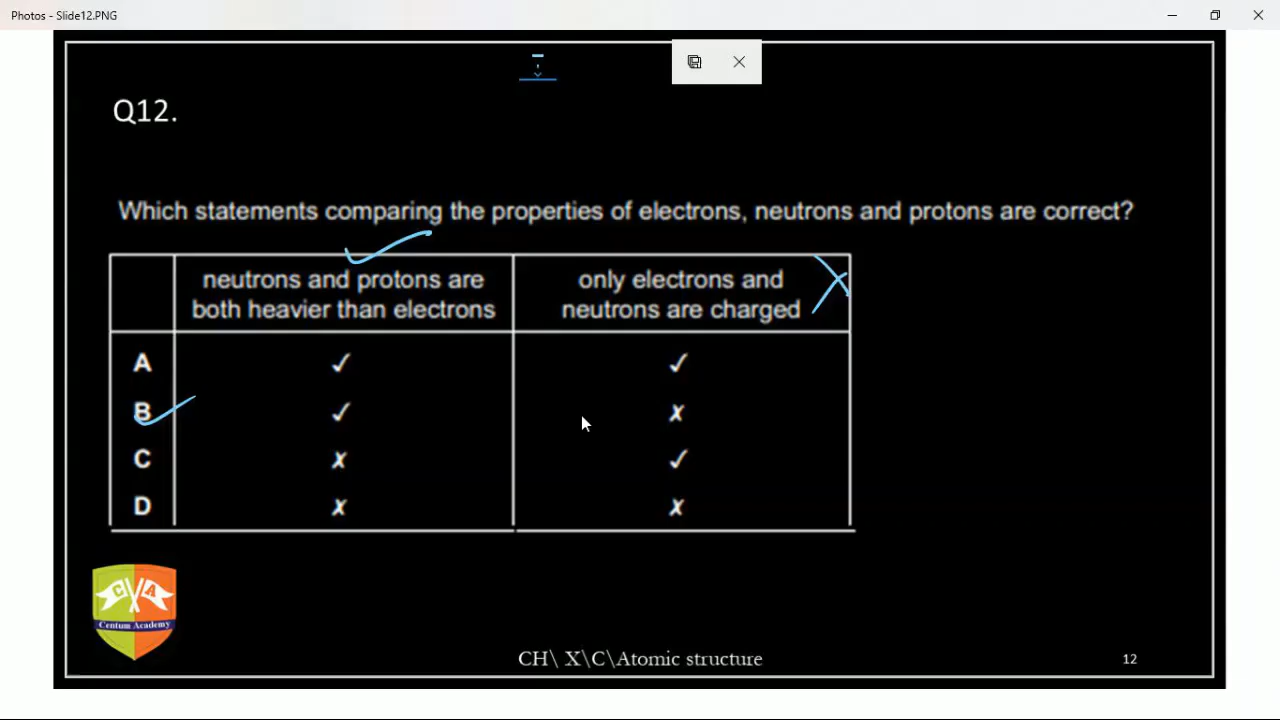 Photos - Slide12.PNG
Q12.
Which statements comparing the properties of electrons, neutrons and protons are correct?
neutrons and protons are both heavier than electrons
only electrons and neutrons are charged
A ✓ ✓
B ✓ ✗
C ✗ ✓
D ✗ ✗
C A
Centum Academy
CH\ X\C\Atomic structure
12